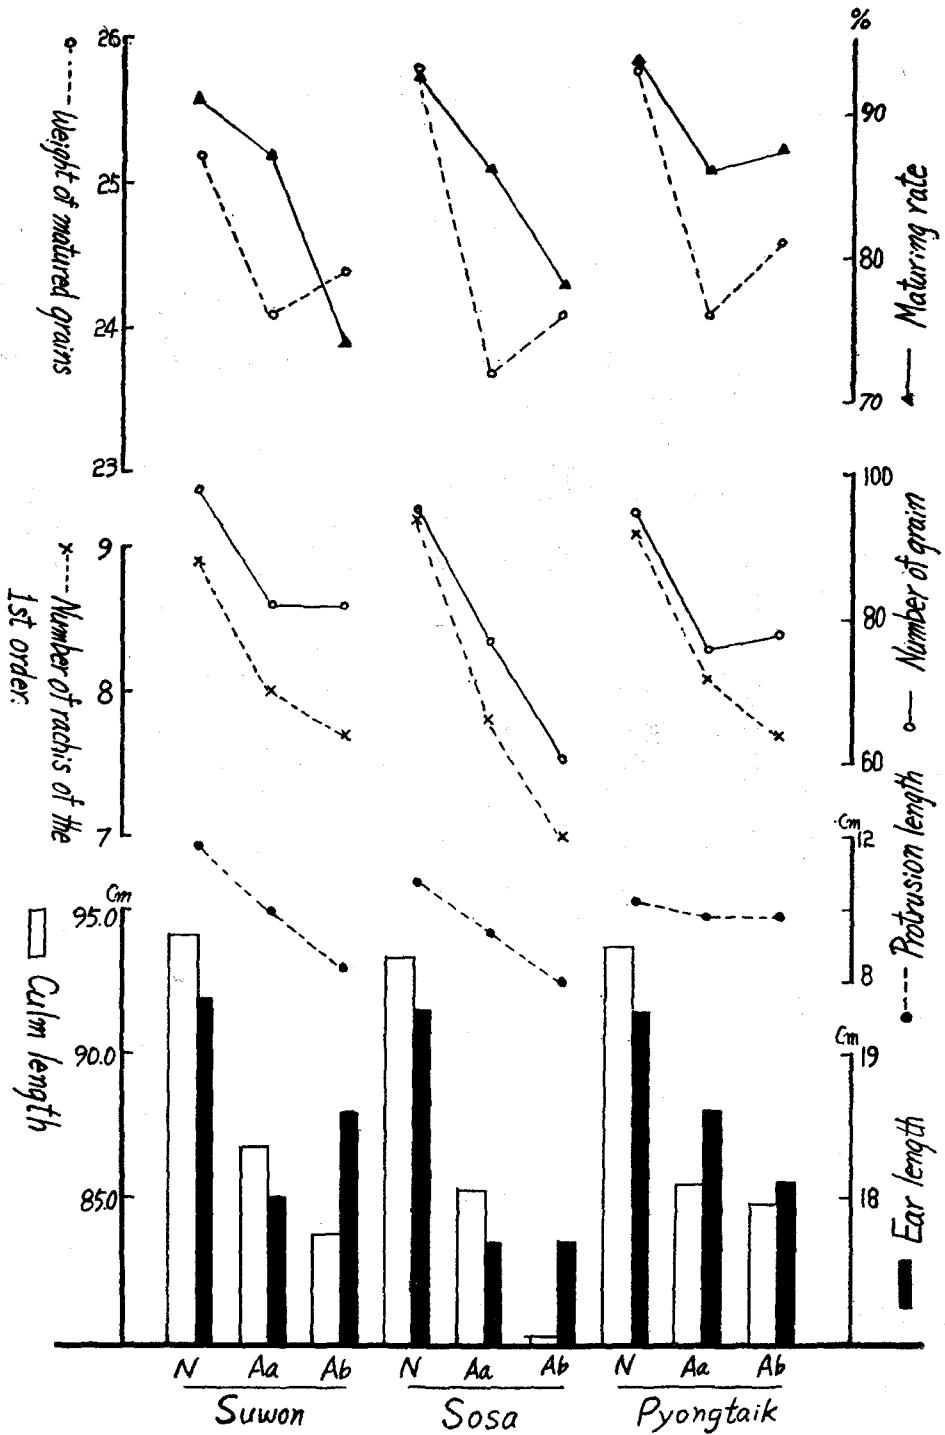 %
26
25
24
23
o---- Weight of matured grains
90
80
70
▲— Maturing rate
9
8
7
x---- Number of rachis of the
1st order.
100
80
60
o— Number of grain
Cm
12
8
●--- Protrusion length
Cm
95.0
90.0
85.0
Culm length
Cm
19
18
Ear length
N Aa Ab N Aa Ab N Aa Ab
Suwon Sosa Pyongtaik